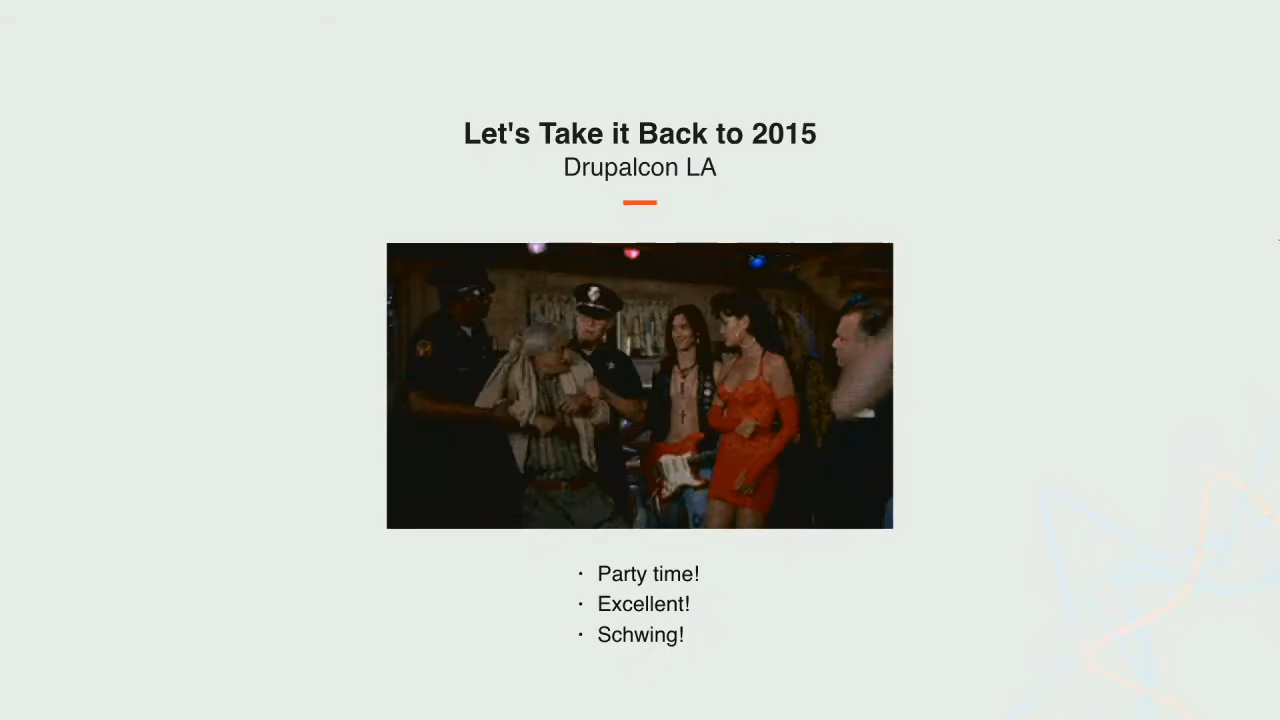 Let's Take it Back to 2015
Drupalcon LA
· Party time!
· Excellent!
· Schwing!